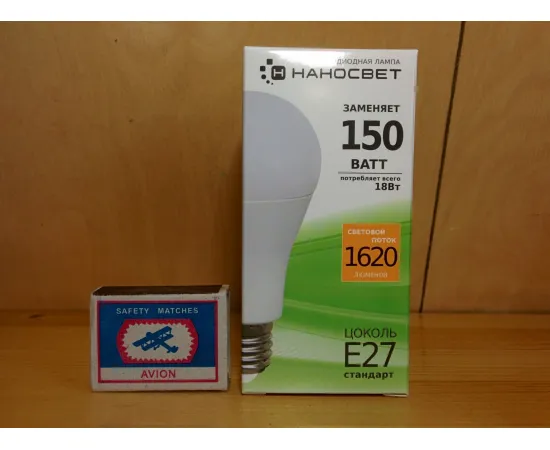 SAFETY MATCHES
AVION
ДИОДНАЯ ЛАМПА
НАНОСВЕТ
ЗАМЕНЯЕТ
150
ВАТТ
потребляет всего
18Вт
СВЕТОВОЙ
ПОТОК
1620
ЦОКОЛЬ
E27
стандарт